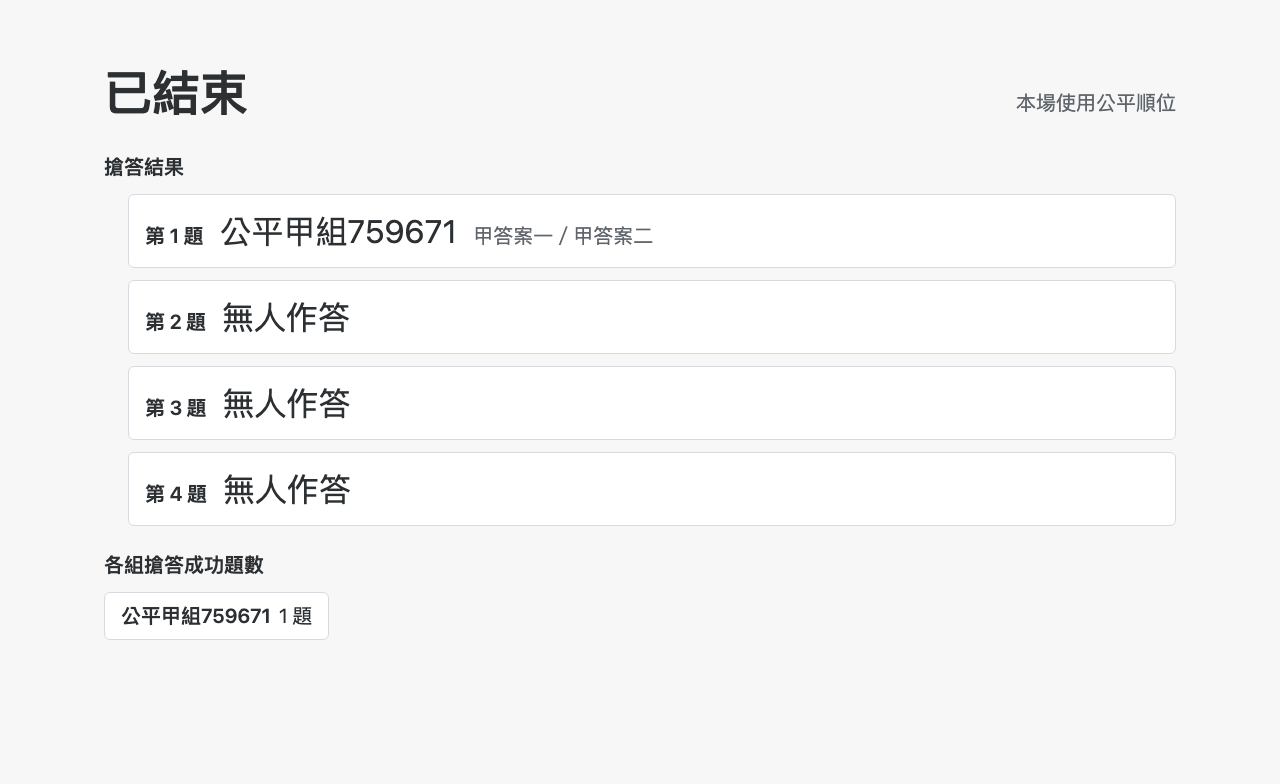 已結束
本場使用公平順位
搶答結果
第 1 題 公平甲組759671 甲答案一 / 甲答案二
第 2 題 無人作答
第 3 題 無人作答
第 4 題 無人作答
各組搶答成功題數
公平甲組759671 1 題